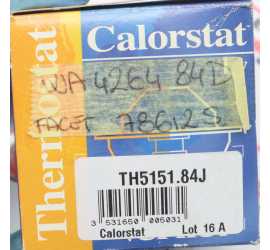 Thermostat
Calorstat
WA 4264 84D
FACET 78612S
TH5151.84J
3 531650 005031
Calorstat Lot 16 A